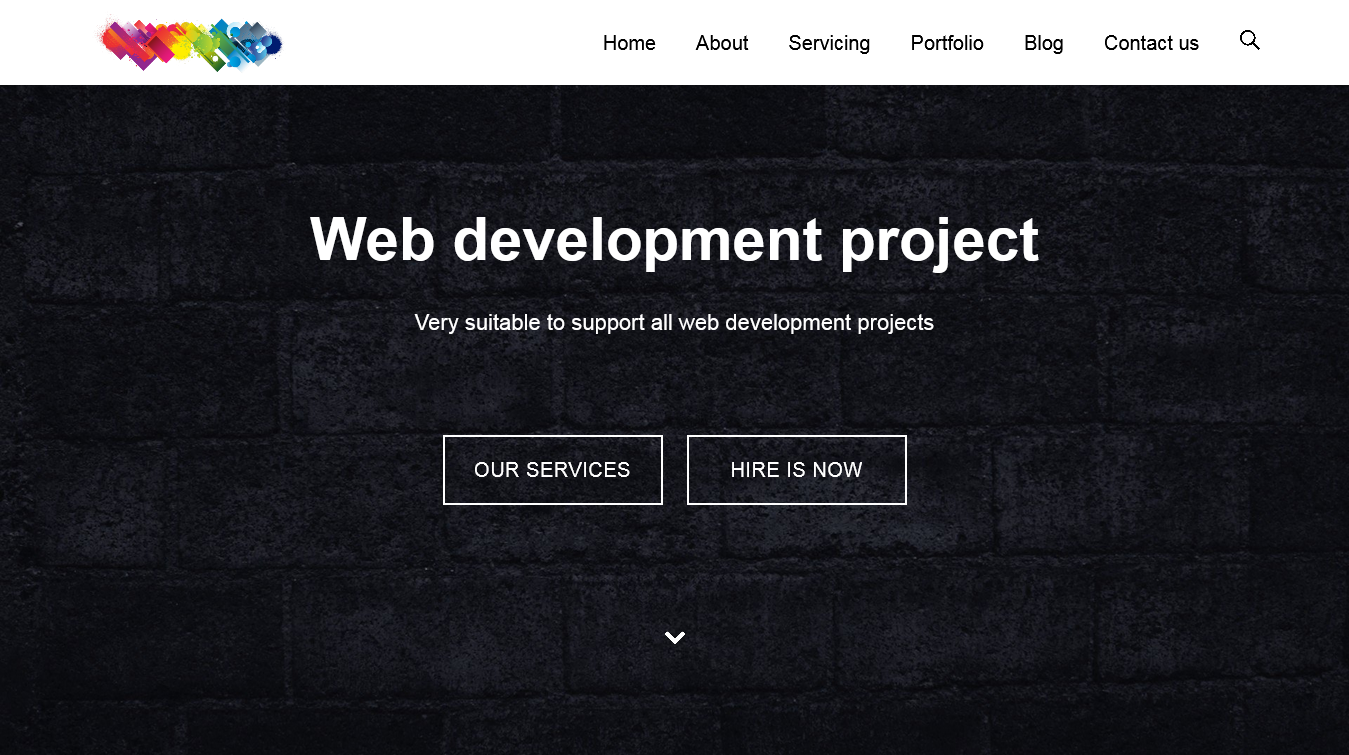 Home About Servicing Portfolio Blog Contact us
Web development project
Very suitable to support all web development projects
OUR SERVICES HIRE IS NOW